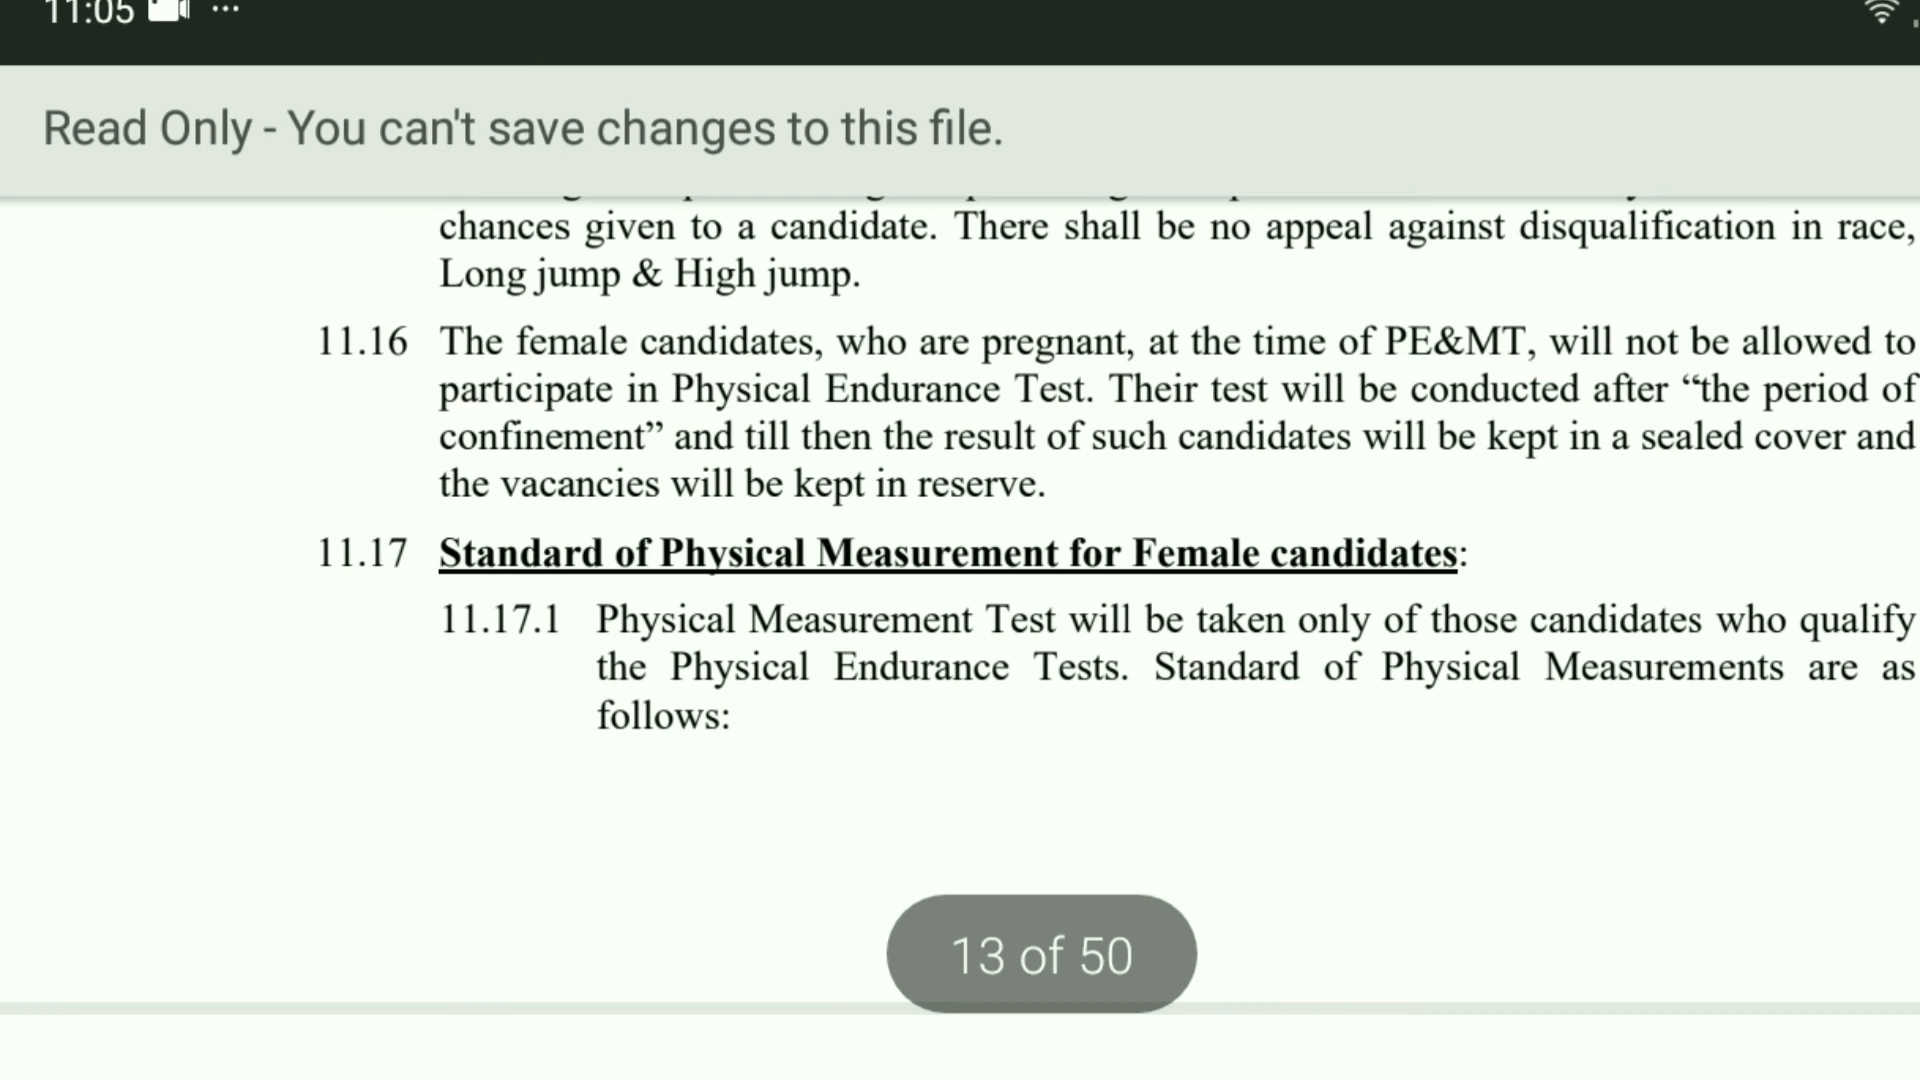 11:05 ...
Read Only - You can't save changes to this file.
chances given to a candidate. There shall be no appeal against disqualification in race,
Long jump & High jump.
11.16 The female candidates, who are pregnant, at the time of PE&MT, will not be allowed to
participate in Physical Endurance Test. Their test will be conducted after “the period of
confinement” and till then the result of such candidates will be kept in a sealed cover and
the vacancies will be kept in reserve.
11.17 Standard of Physical Measurement for Female candidates:
11.17.1 Physical Measurement Test will be taken only of those candidates who qualify
the Physical Endurance Tests. Standard of Physical Measurements are as
follows:
13 of 50